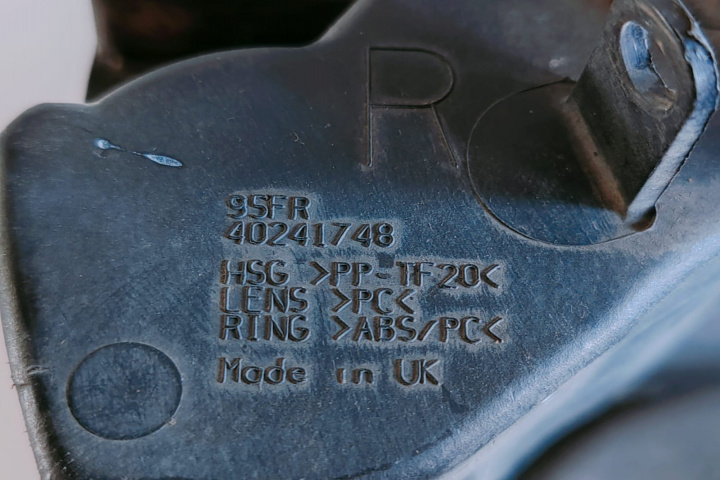 R
95FR
40241748
HSG >PP-TF20<
LENS >PC<
RING >ABS/PC<
Made in UK